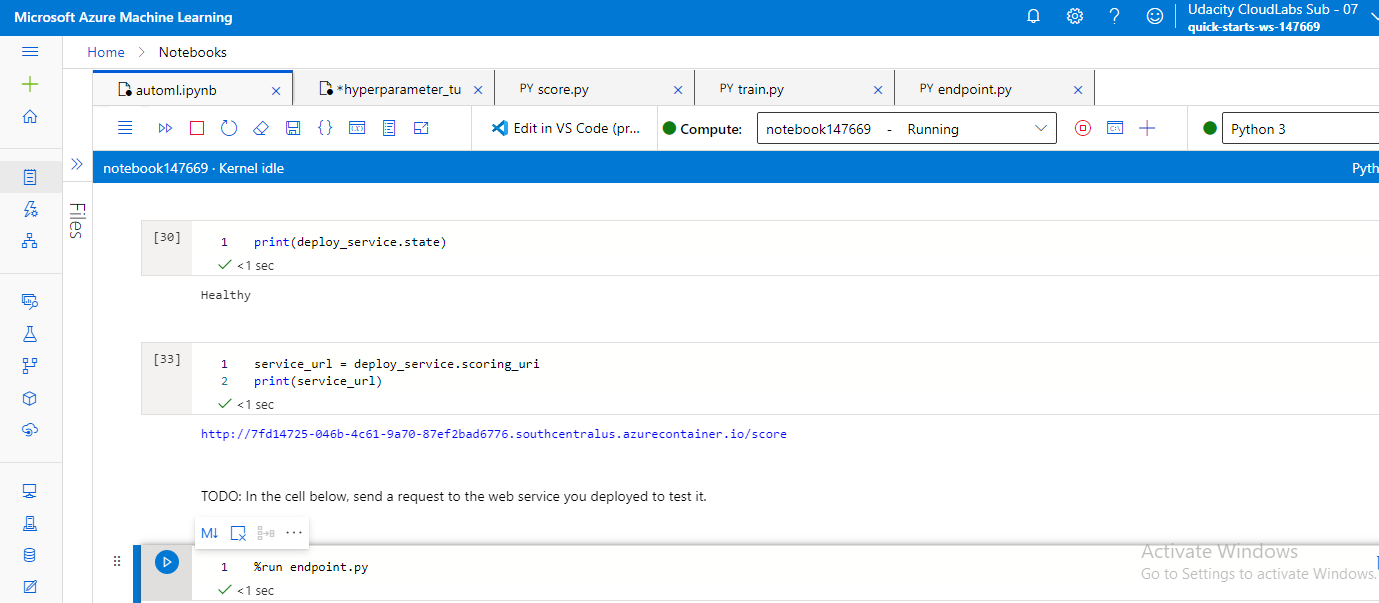 Microsoft Azure Machine Learning
Udacity CloudLabs Sub - 07
quick-starts-ws-147669
Home > Notebooks
automl.ipynb × *hyperparameter_tu × PY score.py × PY train.py × PY endpoint.py ×
Edit in VS Code (pr... Compute: notebook147669 - Running Python 3
notebook147669 · Kernel idle Pyth
Files
[30] 1 print(deploy_service.state)
<1 sec
Healthy
[33] 1 service_url = deploy_service.scoring_uri
2 print(service_url)
<1 sec
http://7fd14725-046b-4c61-9a70-87ef2bad6776.southcentralus.azurecontainer.io/score
TODO: In the cell below, send a request to the web service you deployed to test it.
M↓ ···
1 %run endpoint.py
<1 sec
Activate Windows
Go to Settings to activate Windows.